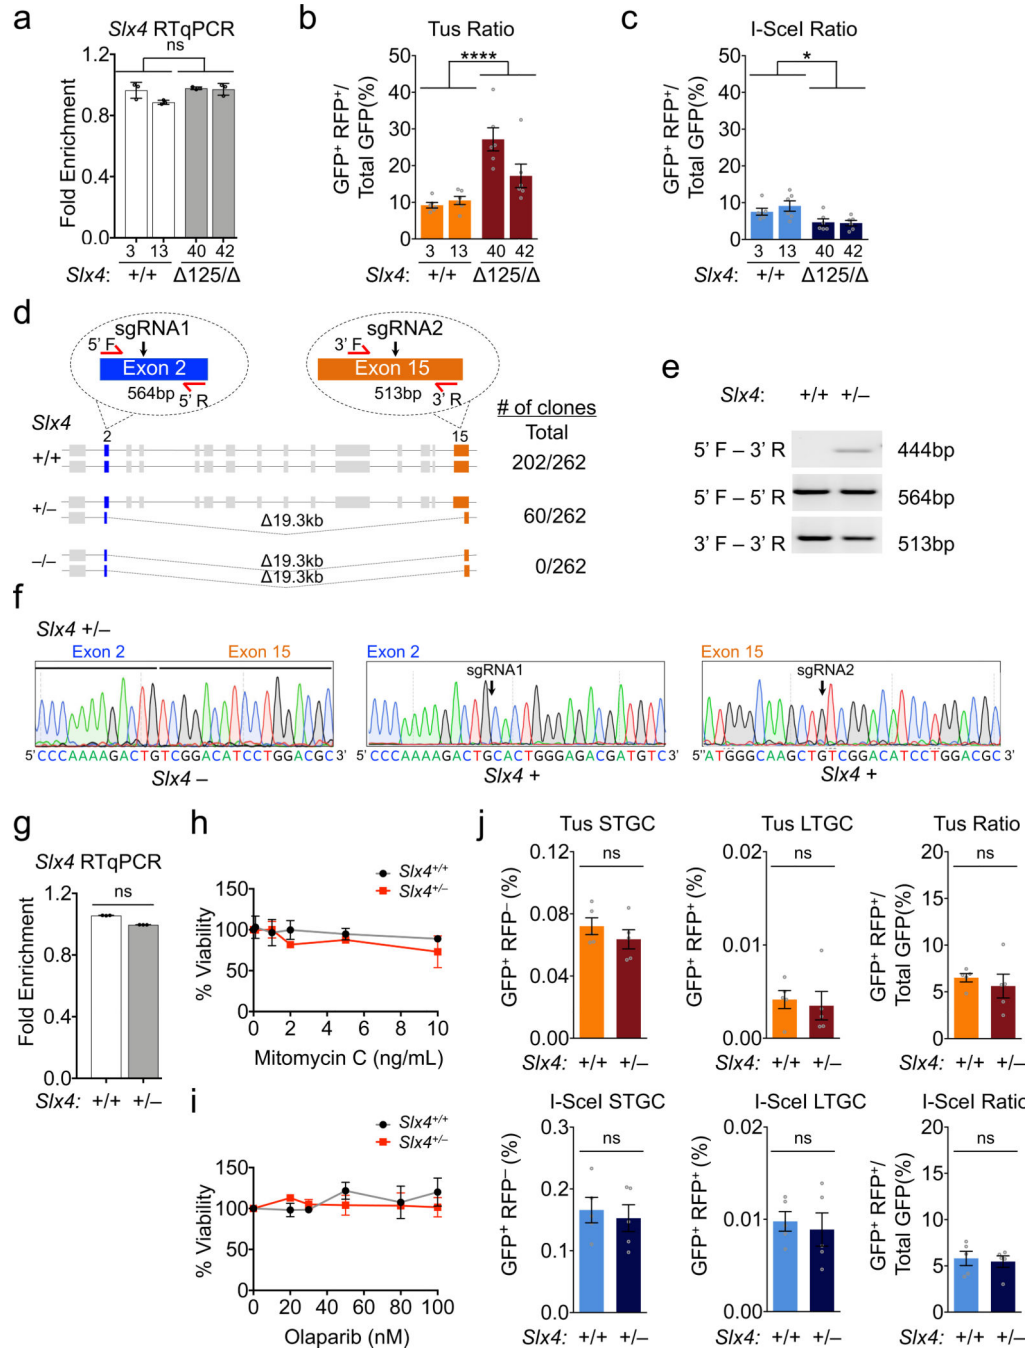 a
Slx4 RTqPCR
ns
Fold Enrichment
1.2
0.8
0.4
0.0
3 13 40 42
Slx4: +/+ Δ125/Δ
b
Tus Ratio
****
GFP+ RFP+/
Total GFP(%)
50
40
30
20
10
0
3 13 40 42
Slx4: +/+ Δ125/Δ
c
I-SceI Ratio
*
GFP+ RFP+/
Total GFP(%)
50
40
30
20
10
0
3 13 40 42
Slx4: +/+ Δ125/Δ
d
sgRNA1
5' F
Exon 2
564bp
5' R
sgRNA2
3' F
Exon 15
513bp
3' R
# of clones
Total
Slx4
2 15
+/+
202/262
+/–
Δ19.3kb
60/262
–/–
Δ19.3kb
Δ19.3kb
0/262
e
Slx4: +/+ +/–
5' F – 3' R 444bp
5' F – 5' R 564bp
3' F – 3' R 513bp
f
Slx4 +/–
Exon 2 Exon 15
5' CCCAAAAGACTGTCGGACATCCTGGACGC 3'
Slx4 –
Exon 2
sgRNA1
5' CCCAAAAGACTGCACTGGGAGACGATGTC 3'
Slx4 +
Exon 15
sgRNA2
5' ATGGGCAAGCTGTCGGACATCCTGGACGC 3'
Slx4 +
g
Slx4 RTqPCR
ns
Fold Enrichment
1.2
0.8
0.4
0.0
Slx4: +/+ +/–
h
Slx4+/+
Slx4+/–
% Viability
150
100
50
0
0 2 4 6 8 10
Mitomycin C (ng/mL)
i
Slx4+/+
Slx4+/–
% Viability
150
100
50
0
0 20 40 60 80 100
Olaparib (nM)
j
Tus STGC
ns
GFP+ RFP– (%)
0.12
0.08
0.04
0.00
Slx4: +/+ +/–
Tus LTGC
ns
GFP+ RFP+ (%)
0.02
0.01
0.00
Slx4: +/+ +/–
Tus Ratio
ns
GFP+ RFP+/
Total GFP(%)
20
15
10
5
0
Slx4: +/+ +/–
I-SceI STGC
ns
GFP+ RFP– (%)
0.3
0.2
0.1
0.0
Slx4: +/+ +/–
I-SceI LTGC
ns
GFP+ RFP+ (%)
0.02
0.01
0.00
Slx4: +/+ +/–
I-SceI Ratio
ns
GFP+ RFP+/
Total GFP(%)
20
15
10
5
0
Slx4: +/+ +/–